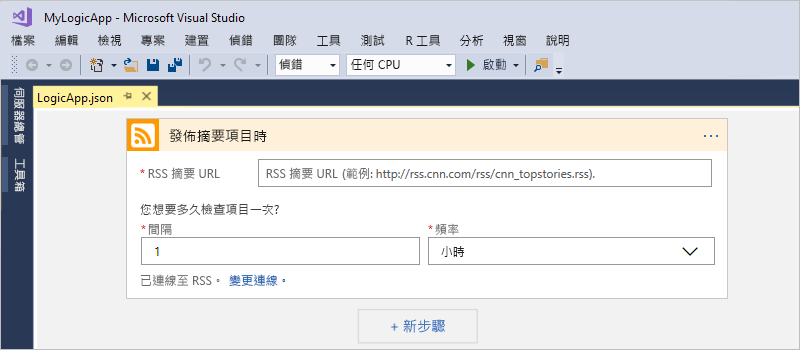 MyLogicApp - Microsoft Visual Studio
檔案 編輯 檢視 專案 建置 偵錯 團隊 工具 測試 R 工具 分析 視窗 說明
偵錯 任何 CPU 啟動
伺服器總管
工具箱
LogicApp.json
發佈摘要項目時
* RSS 摘要 URL
RSS 摘要 URL (範例: http://rss.cnn.com/rss/cnn_topstories.rss).
您想要多久檢查項目一次?
* 間隔 * 頻率
1 小時
已連線至 RSS。 變更連線。
+ 新步驟